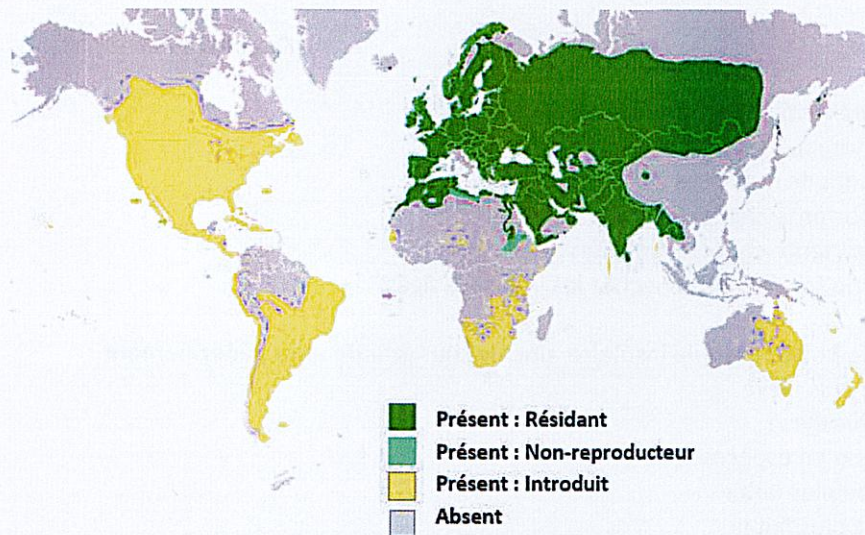 Présent : Résidant
Présent : Non-reproducteur
Présent : Introduit
Absent